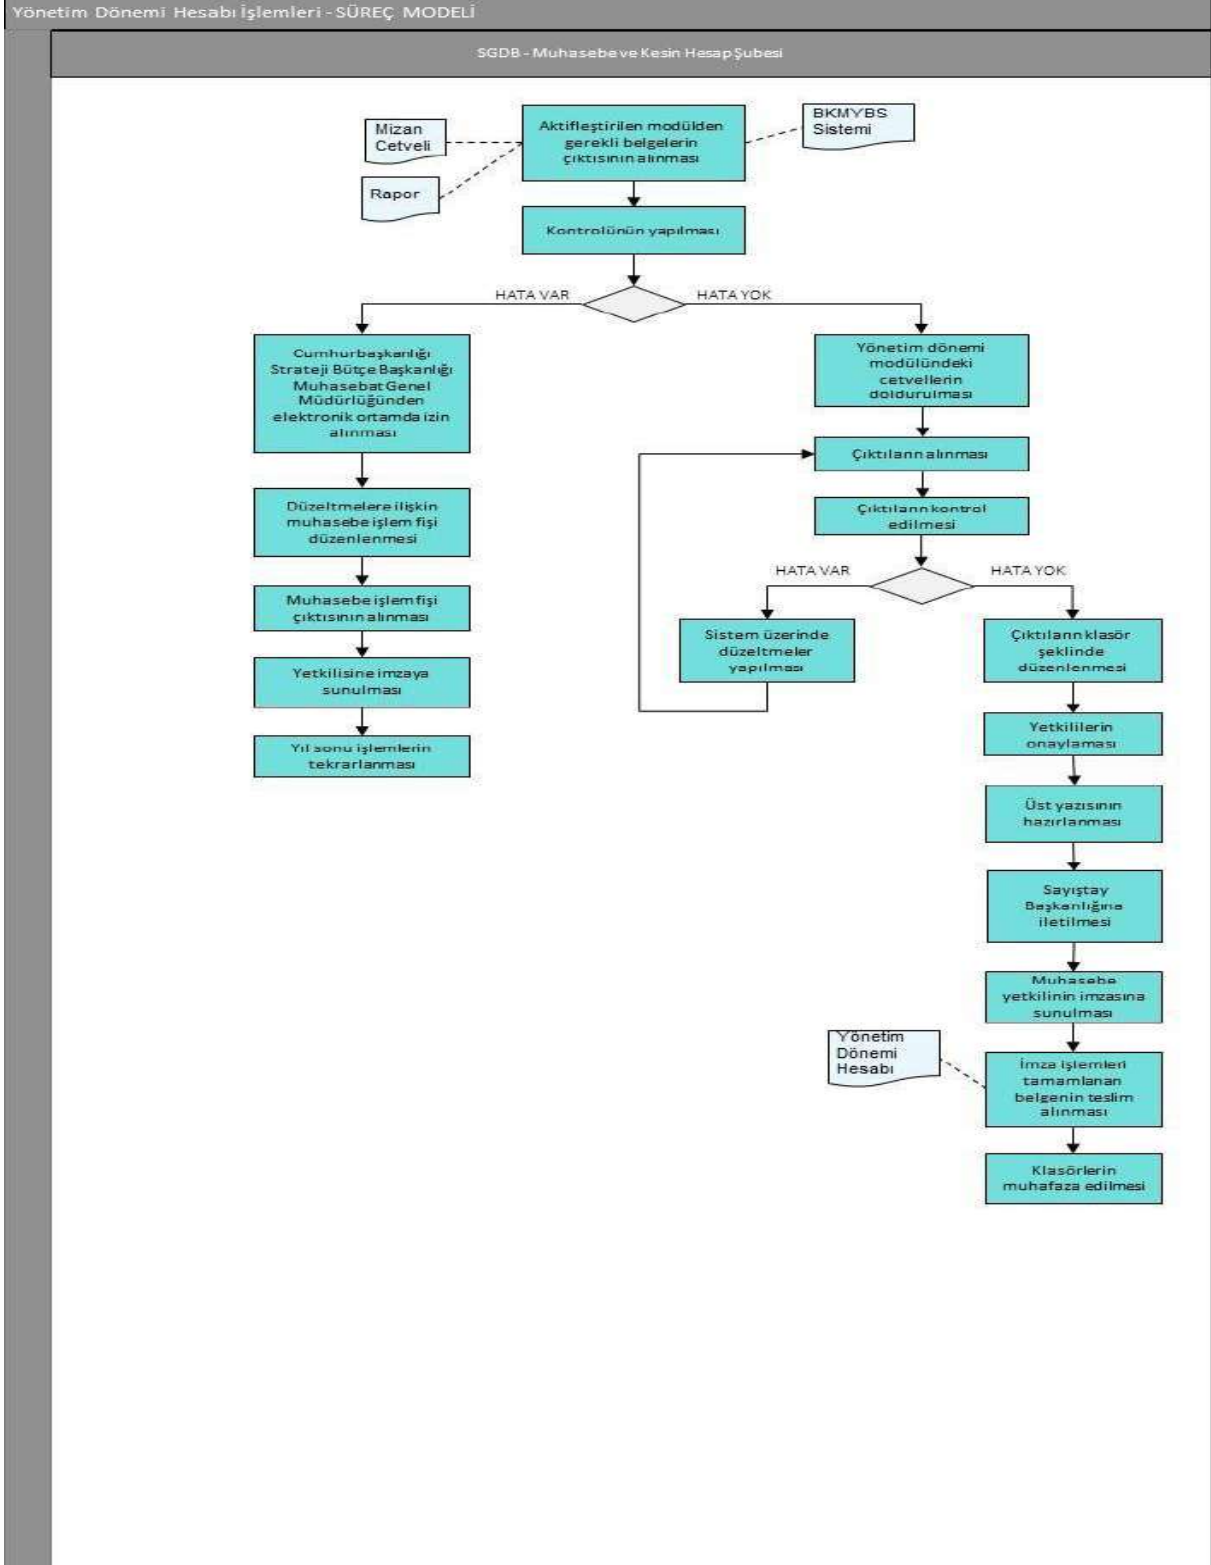 Yönetim Dönemi Hesabı İşlemleri - SÜREÇ MODELİ
SGDB - Muhasebe ve Kesin Hesap Şubesi
Mizan
Cetveli
Rapor
Aktifleştirilen modülden
gerekli belgelerin
çıktısının alınması
BKMYBS
Sistemi
Kontrolünün yapılması
HATA VAR
HATA YOK
Cumhurbaşkanlığı
Strateji Bütçe Başkanlığı
Muhasebat Genel
Müdürlüğünden
elektronik ortamda izin
alınması
Düzeltmelere ilişkin
muhasebe işlem fişi
düzenlenmesi
Muhasebe işlem fişi
çıktısının alınması
Yetkilisine imzaya
sunulması
Yıl sonu işlemlerin
tekrarlanması
Yönetim dönemi
modülündeki
cetvellerin
doldurulması
Çıktıların alınması
Çıktıların kontrol
edilmesi
HATA VAR
HATA YOK
Sistem üzerinde
düzeltmeler
yapılması
Çıktıların klasör
şeklinde
düzenlenmesi
Yetkililerin
onaylaması
Üst yazısının
hazırlanması
Sayıştay
Başkanlığına
iletilmesi
Muhasebe
yetkilinin imzasına
sunulması
Yönetim
Dönemi
Hesabı
İmza işlemleri
tamamlanan
belgenin teslim
alınması
Klasörlerin
muhafaza edilmesi